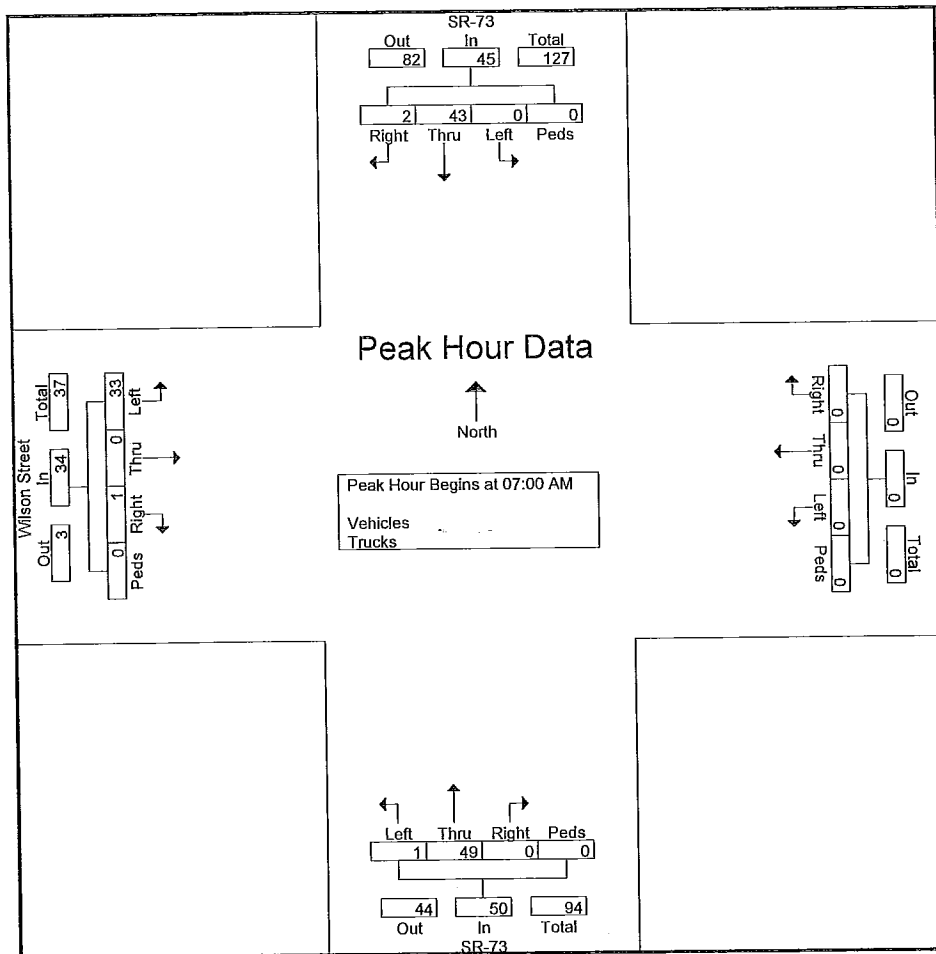 SR-73
Out In Total
82 45 127
2 43 0 0
Right Thru Left Peds
Peak Hour Data
North
Peak Hour Begins at 07:00 AM
Vehicles
Trucks
Wilson Street
Total In Out
37 34 3
33 0 1 0
Left Thru Right Peds
Out In Total
0 0 0
0 0 0 0
Right Thru Left Peds
Left Thru Right Peds
1 49 0 0
44 50 94
Out In Total
SR-73